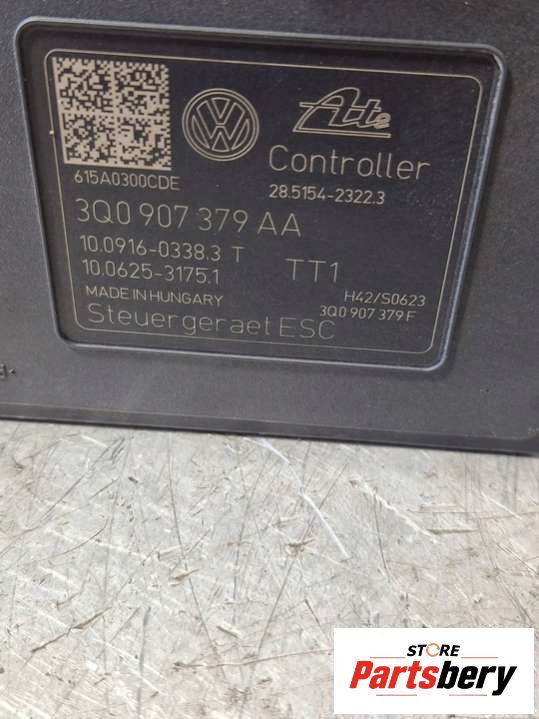 Ate
615A0300CDE
Controller
28.5154-2322.3
3Q0 907 379 AA
10.0916-0338.3 T
10.0625-3175.1
TT1
MADE IN HUNGARY
H42/S0623
Steuergeraet ESC
3Q0 907 379 F
STORE
Partsbery